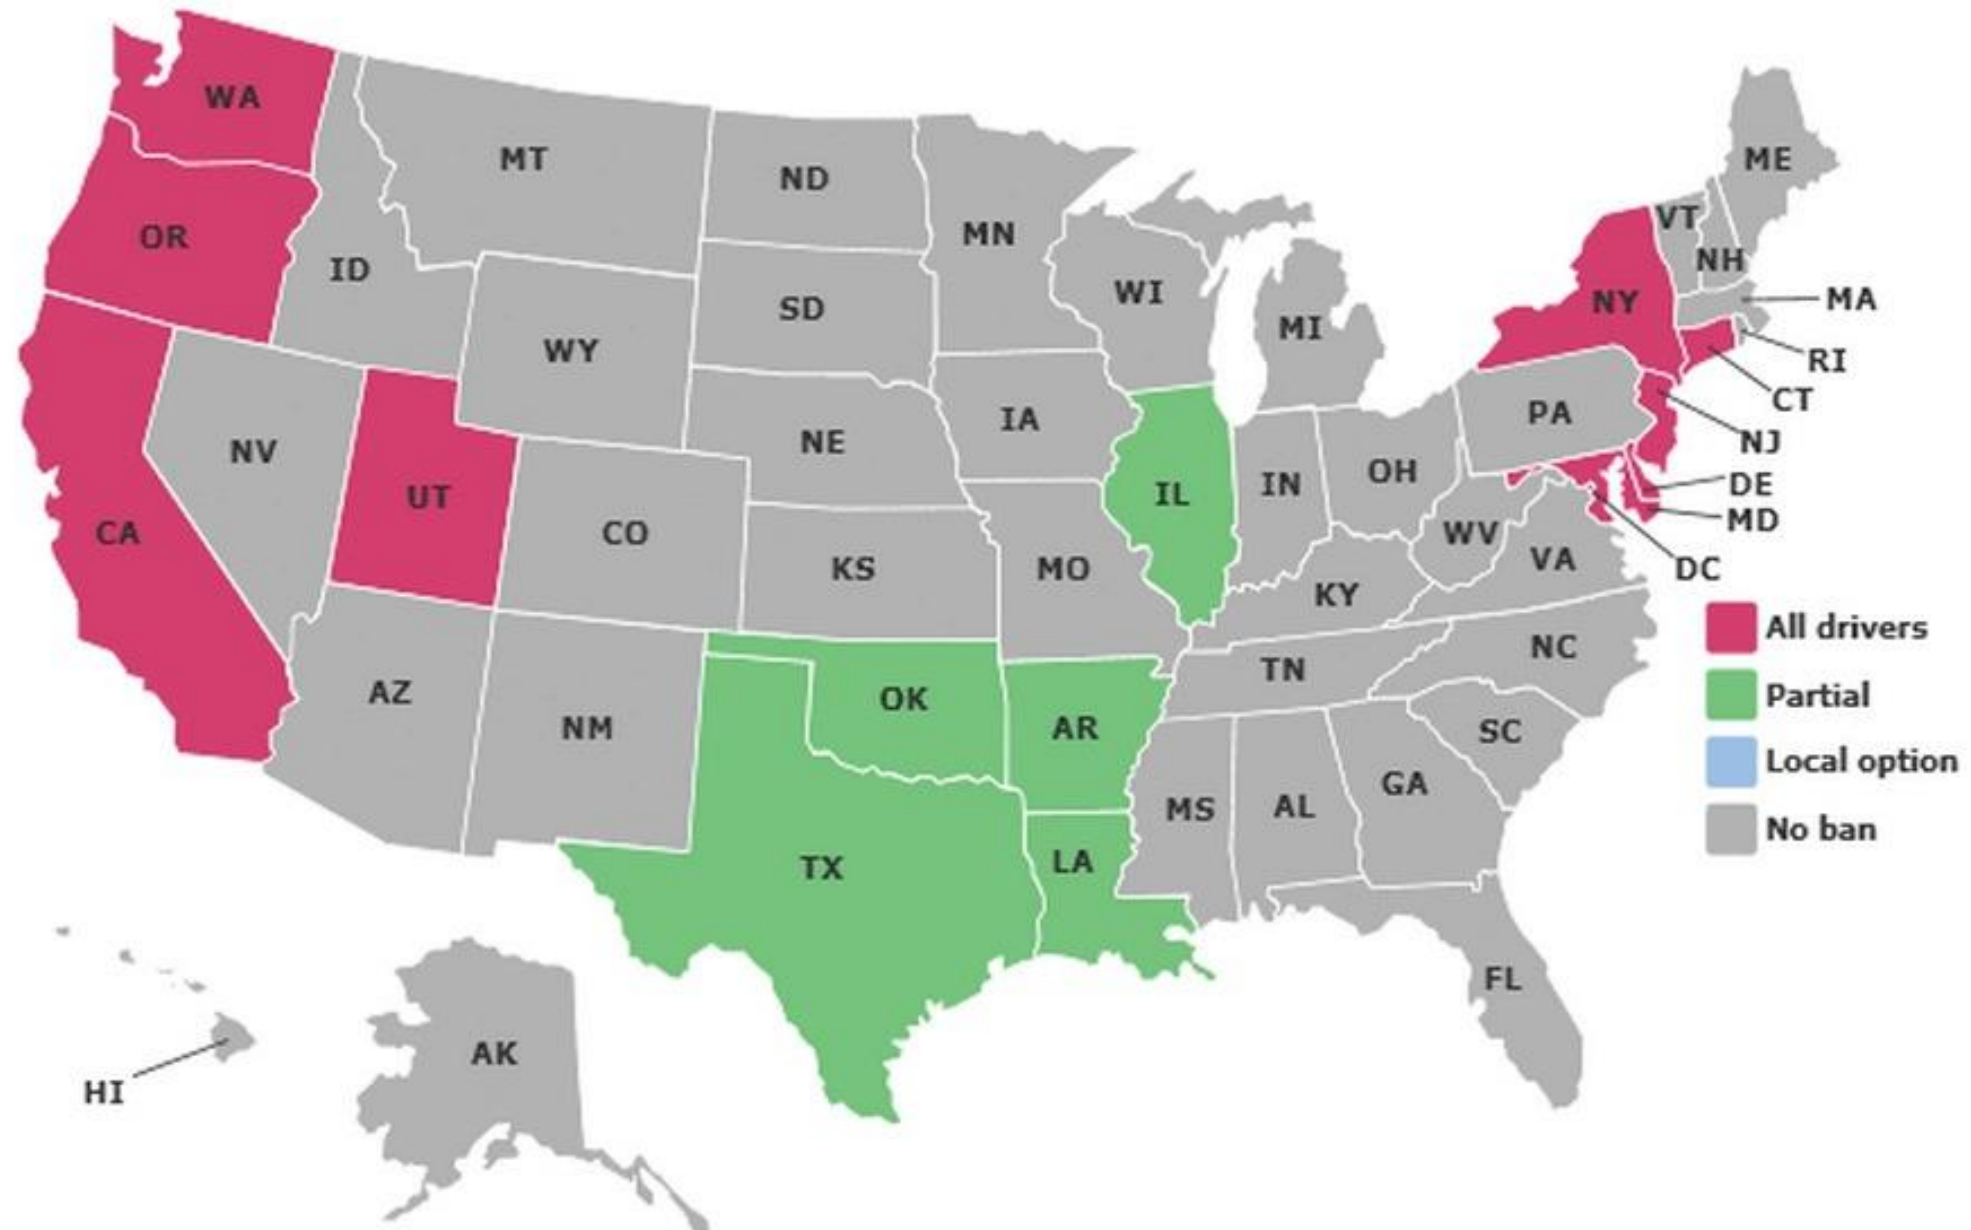 WA
MT
ND
ME
OR
MN
VT
ID
NH
WI
NY
MA
SD
MI
WY
RI
CT
PA
IA
NJ
NV
NE
OH
UT
IL
IN
DE
MD
CA
CO
WV
VA
KS
MO
DC
KY
All drivers
NC
TN
AZ
OK
Partial
NM
AR
SC
Local option
GA
MS
AL
No ban
TX
LA
FL
AK
HI